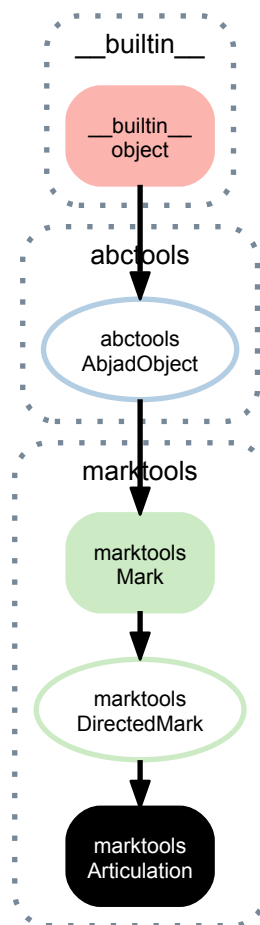 __builtin__
__builtin__
object
abctools
abctools
AbjadObject
marktools
marktools
Mark
marktools
DirectedMark
marktools
Articulation